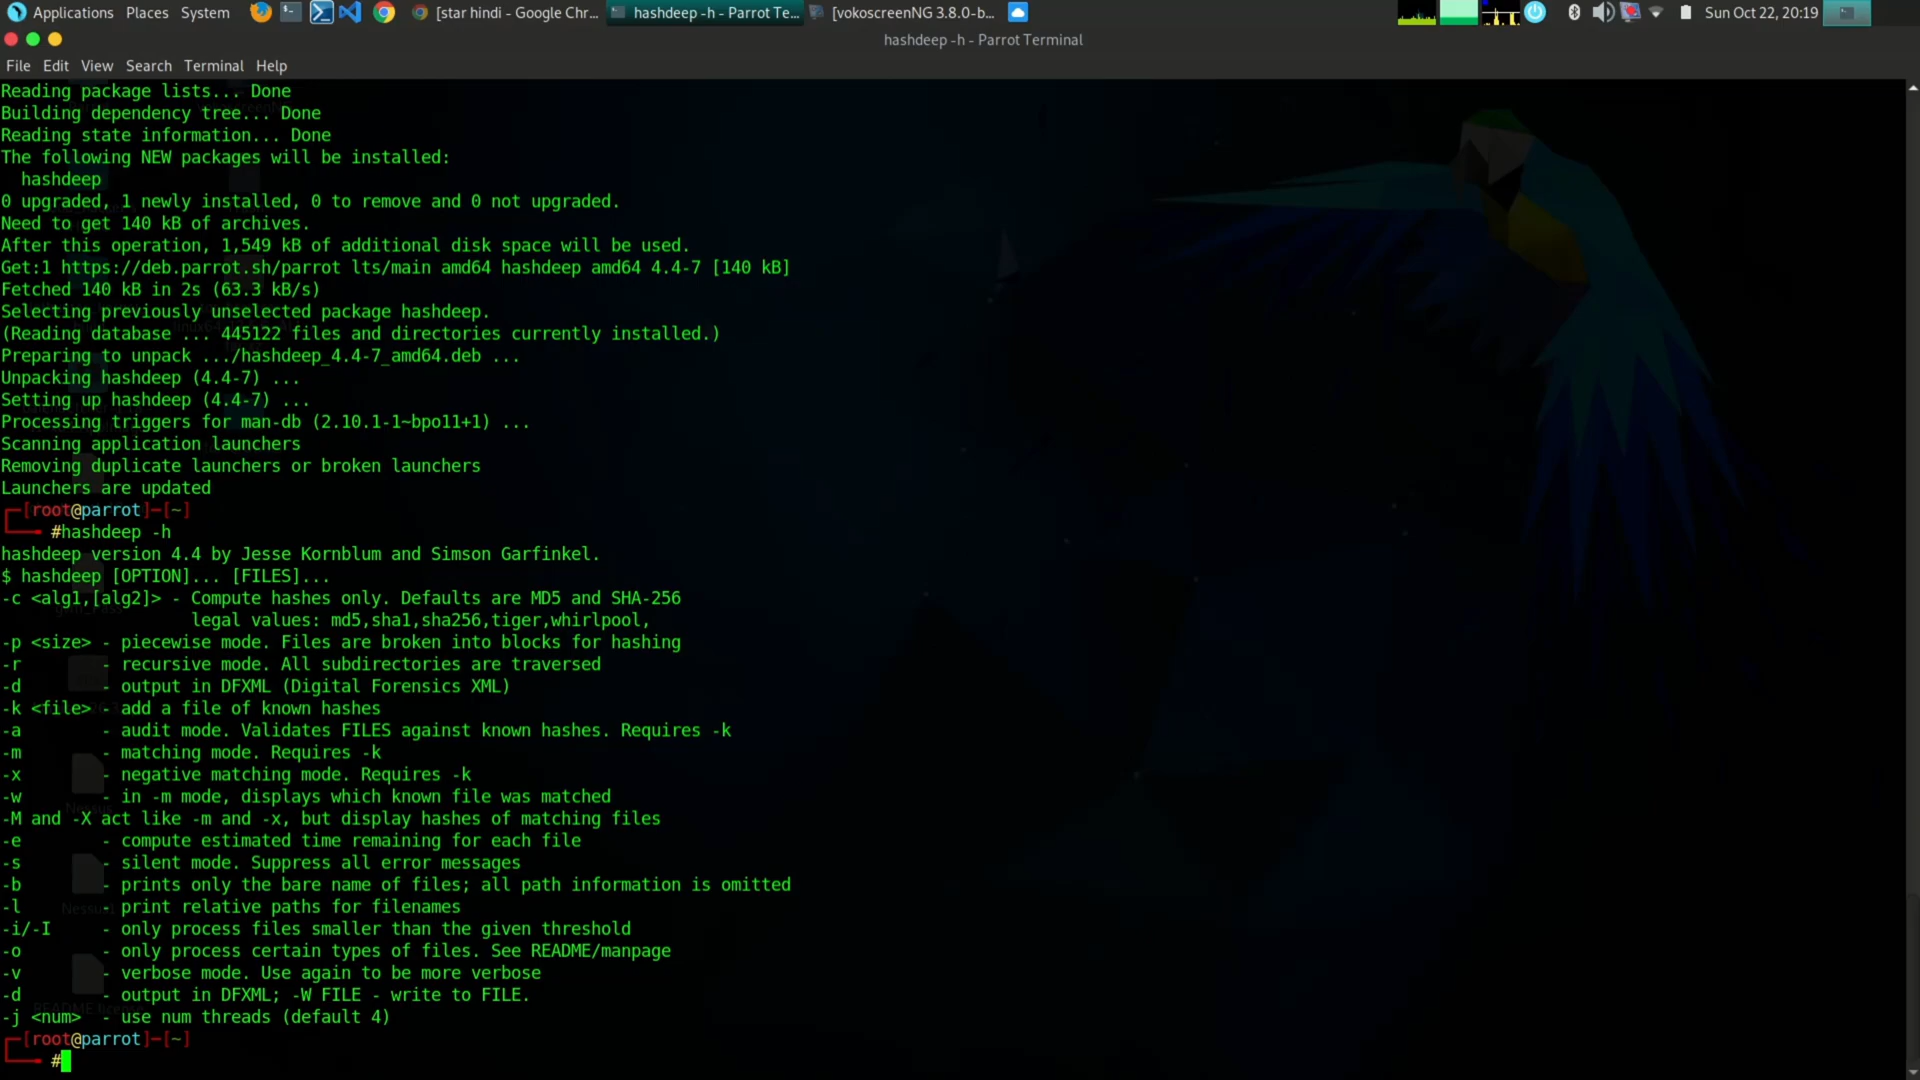 Applications Places System [star hindi - Google Chr... hashdeep -h - Parrot Te... [vokoscreenNG 3.8.0-b... Sun Oct 22, 20:19
hashdeep -h - Parrot Terminal
File Edit View Search Terminal Help
Reading package lists... Done
Building dependency tree... Done
Reading state information... Done
The following NEW packages will be installed:
  hashdeep
0 upgraded, 1 newly installed, 0 to remove and 0 not upgraded.
Need to get 140 kB of archives.
After this operation, 1,549 kB of additional disk space will be used.
Get:1 https://deb.parrot.sh/parrot lts/main amd64 hashdeep amd64 4.4-7 [140 kB]
Fetched 140 kB in 2s (63.3 kB/s)
Selecting previously unselected package hashdeep.
(Reading database ... 445122 files and directories currently installed.)
Preparing to unpack .../hashdeep_4.4-7_amd64.deb ...
Unpacking hashdeep (4.4-7) ...
Setting up hashdeep (4.4-7) ...
Processing triggers for man-db (2.10.1-1~bpo11+1) ...
Scanning application launchers
Removing duplicate launchers or broken launchers
Launchers are updated
┌─[root@parrot]─[~]
└──╼ #hashdeep -h
hashdeep version 4.4 by Jesse Kornblum and Simson Garfinkel.
$ hashdeep [OPTION]... [FILES]...
-c <alg1,[alg2]> - Compute hashes only. Defaults are MD5 and SHA-256
                   legal values: md5,sha1,sha256,tiger,whirlpool,
-p <size> - piecewise mode. Files are broken into blocks for hashing
-r        - recursive mode. All subdirectories are traversed
-d        - output in DFXML (Digital Forensics XML)
-k <file> - add a file of known hashes
-a        - audit mode. Validates FILES against known hashes. Requires -k
-m        - matching mode. Requires -k
-x        - negative matching mode. Requires -k
-w        - in -m mode, displays which known file was matched
-M and -X act like -m and -x, but display hashes of matching files
-e        - compute estimated time remaining for each file
-s        - silent mode. Suppress all error messages
-b        - prints only the bare name of files; all path information is omitted
-l        - print relative paths for filenames
-i/-I     - only process files smaller than the given threshold
-o        - only process certain types of files. See README/manpage
-v        - verbose mode. Use again to be more verbose
-d        - output in DFXML; -W FILE - write to FILE.
-j <num>  - use num threads (default 4)
┌─[root@parrot]─[~]
└──╼ #